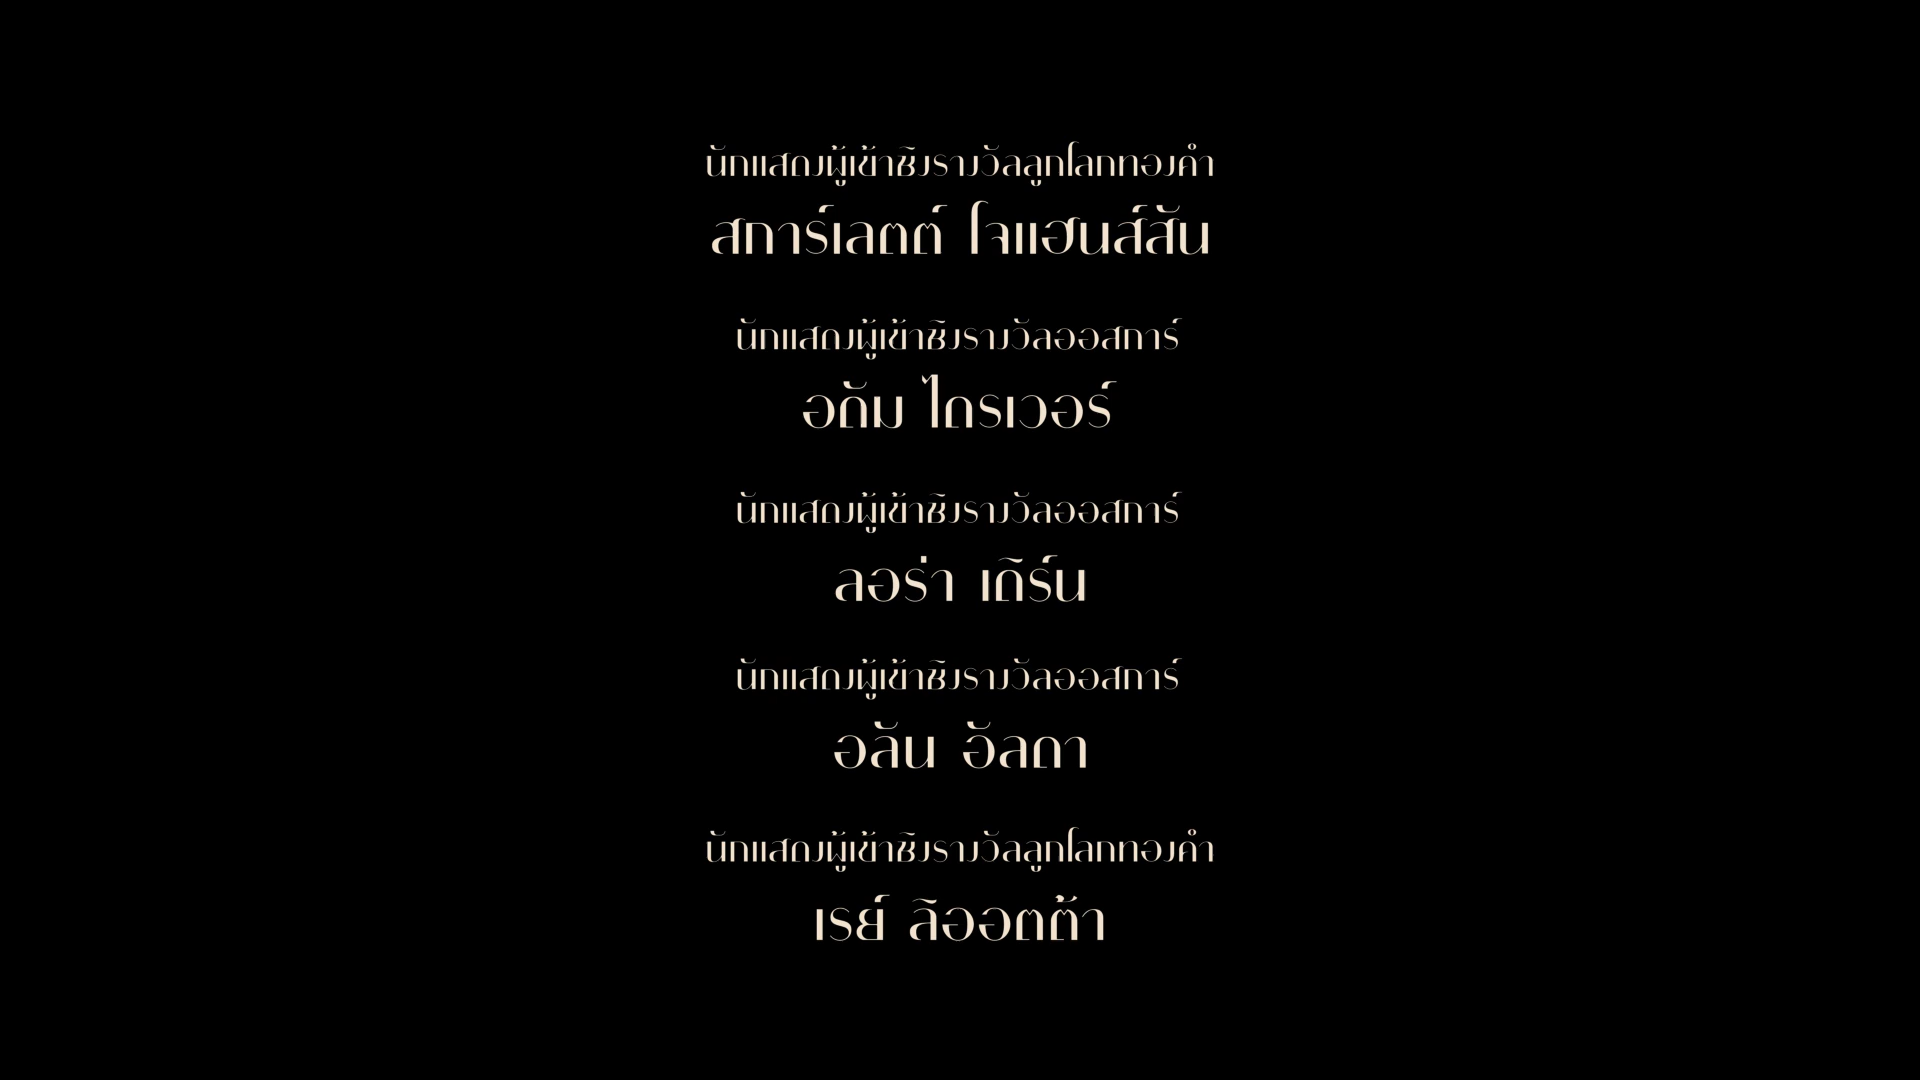 นักแสดงผู้เข้าชิงรางวัลลูกโลกทองคำ
สการ์เลตต์ โจแฮนส์สัน
นักแสดงผู้เข้าชิงรางวัลออสการ์
อดัม ไดรเวอร์
นักแสดงผู้เข้าชิงรางวัลออสการ์
ลอร่า เดิร์น
นักแสดงผู้เข้าชิงรางวัลออสการ์
อลัน อัลดา
นักแสดงผู้เข้าชิงรางวัลลูกโลกทองคำ
เรย์ ลิออตต้า